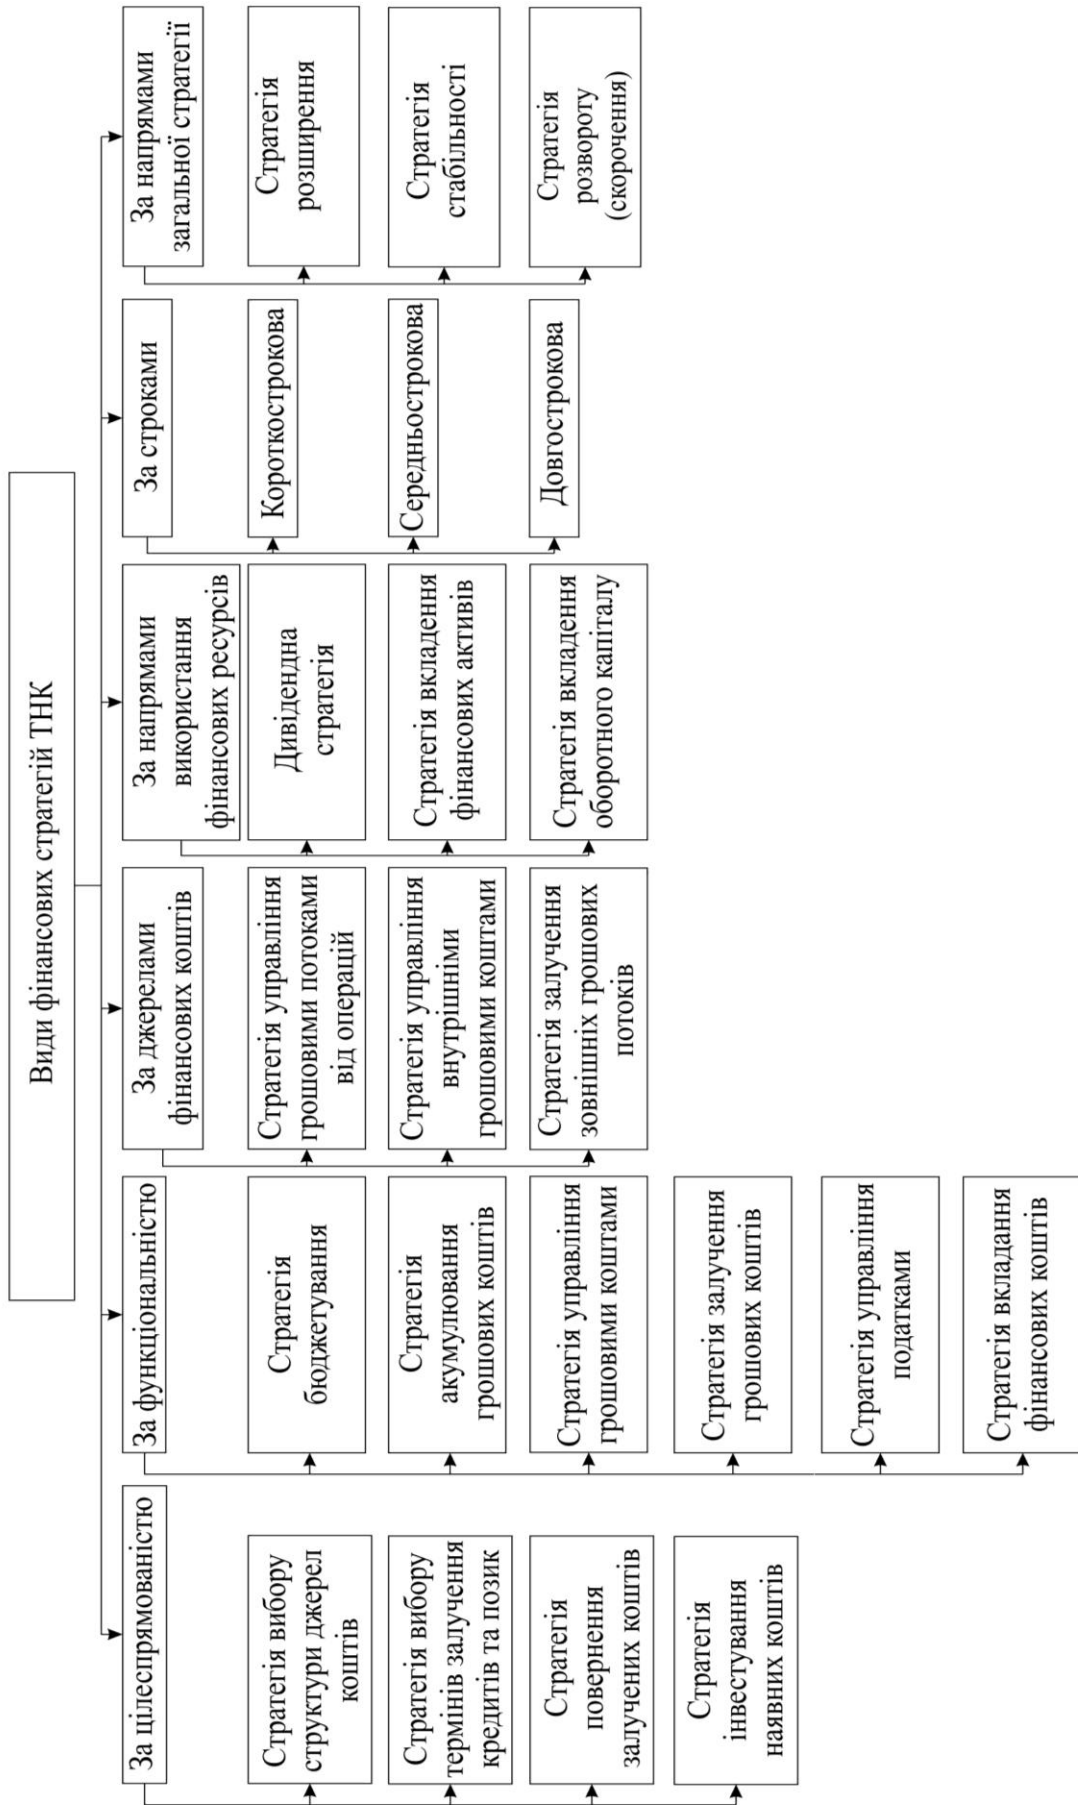 Види фінансових стратегій ТНК
За цілеспрямованістю
Стратегія вибору
структури джерел
коштів
Стратегія вибору
термінів залучення
кредитів та позик
Стратегія
повернення
залучених коштів
Стратегія
інвестування
наявних коштів
За функціональністю
Стратегія
бюджетування
Стратегія
акумулювання
грошових коштів
Стратегія управління
грошовими коштами
Стратегія залучення
грошових коштів
Стратегія управління
податками
Стратегія вкладання
фінансових коштів
За джерелами
фінансових коштів
Стратегія управління
грошовими потоками
від операцій
Стратегія управління
внутрішніми
грошовими коштами
Стратегія залучення
зовнішніх грошових
потоків
За напрямами
використання
фінансових ресурсів
Дивідендна
стратегія
Стратегія вкладення
фінансових активів
Стратегія вкладення
оборотного капіталу
За строками
Короткострокова
Середньострокова
Довгострокова
За напрямами
загальної стратегії
Стратегія
розширення
Стратегія
стабільності
Стратегія
розвороту
(скорочення)